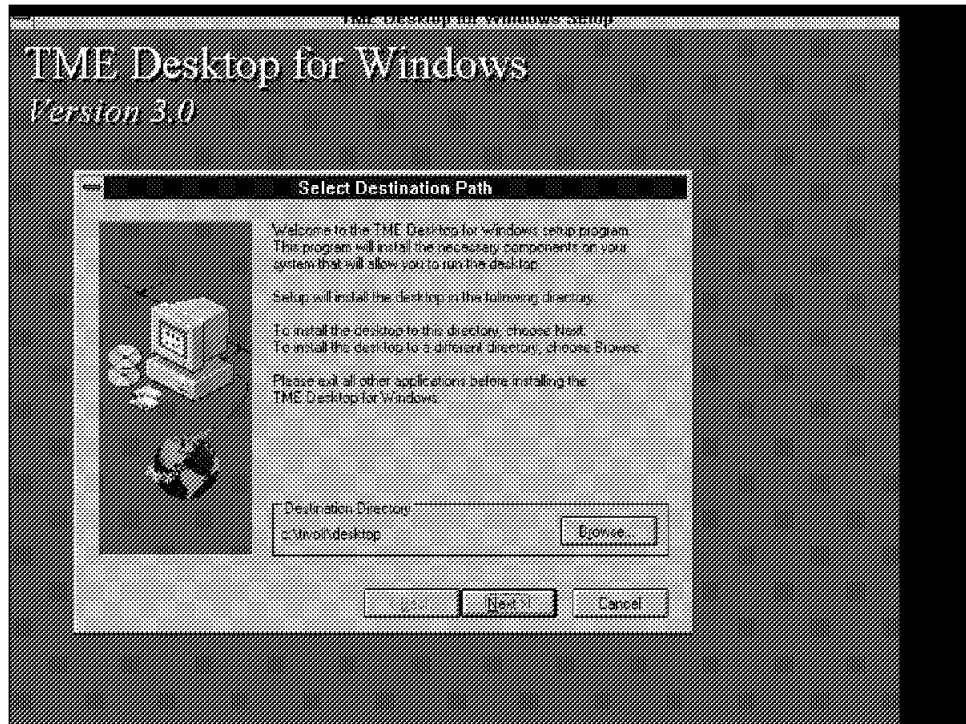 TME Desktop for Windows Setup
TME Desktop for Windows
Version 3.0
Select Destination Path
Welcome to the TME Desktop for Windows setup program.
This program will install the necessary components on your
system that will allow you to run the desktop.
Setup will install the desktop in the following directory.
To install the desktop to this directory, choose Next.
To install the desktop to a different directory, choose Browse.
Please exit all other applications before installing the
TME Desktop for Windows.
Destination Directory
c:\tivoli\desktop
Browse...
Next >
Cancel